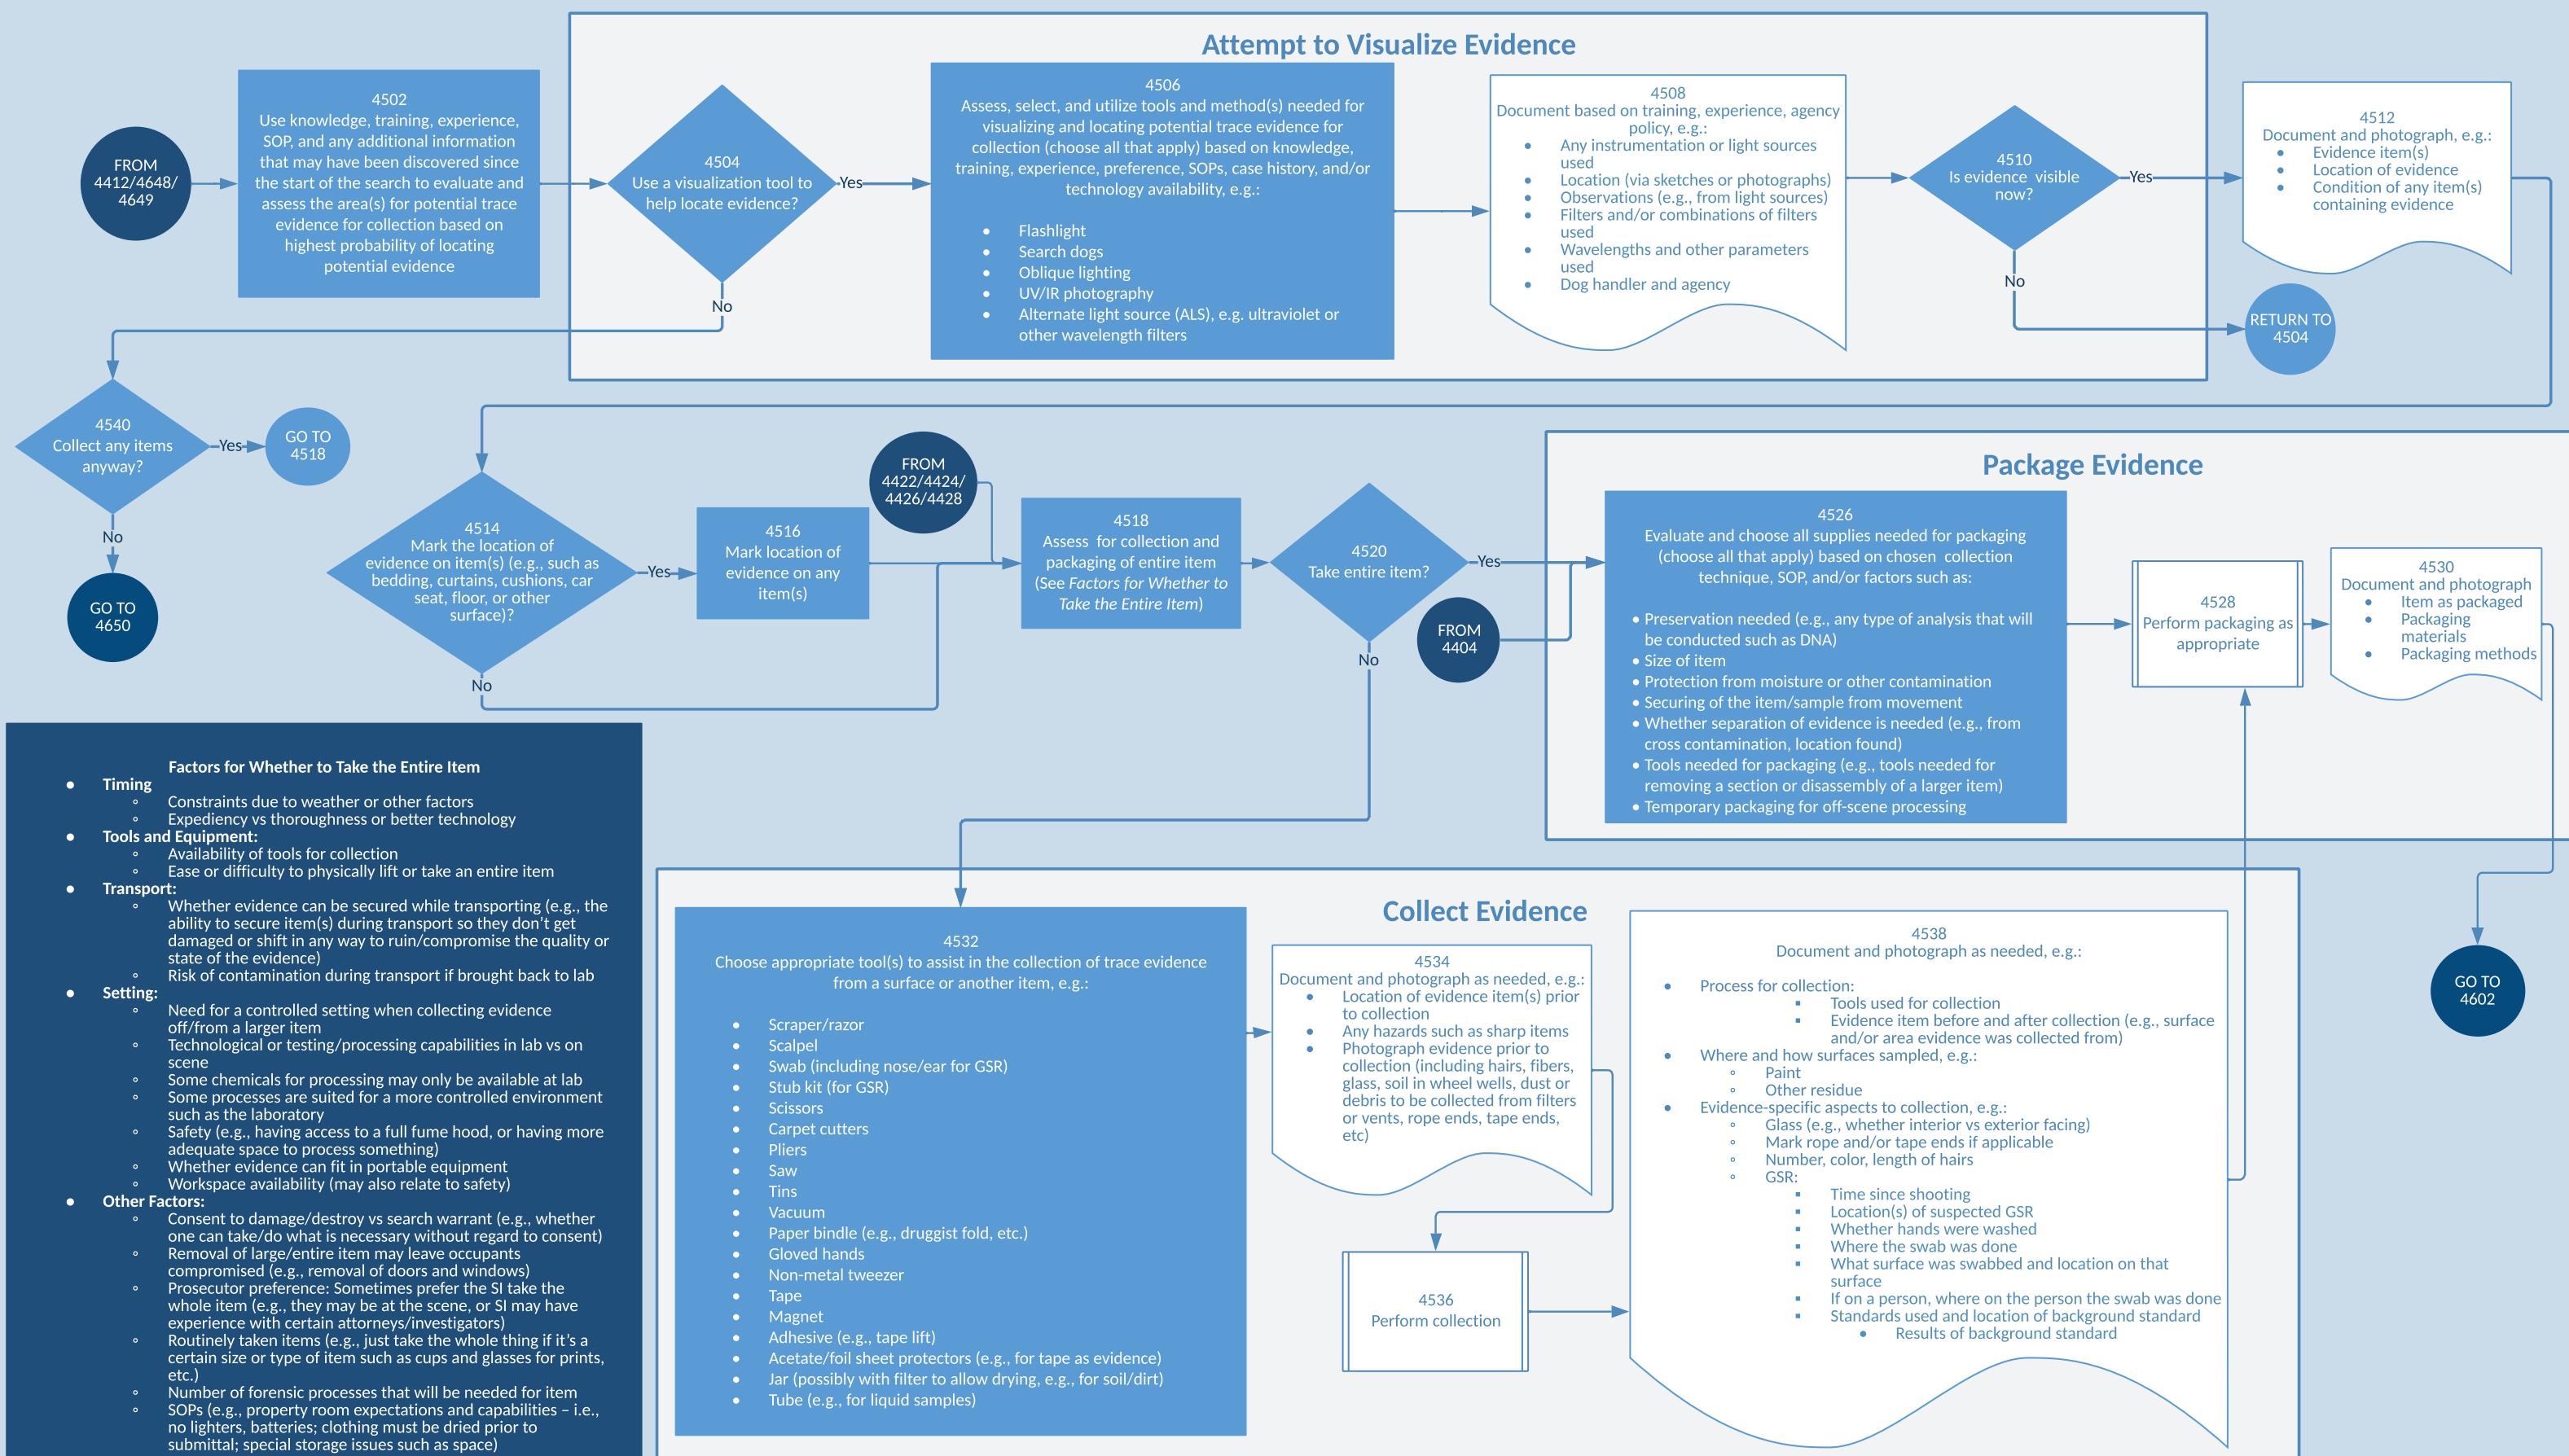 Attempt to Visualize Evidence
FROM
4412/4648/
4649
4502
Use knowledge, training, experience,
SOP, and any additional information
that may have been discovered since
the start of the search to evaluate and
assess the area(s) for potential trace
evidence for collection based on
highest probability of locating
potential evidence
4504
Use a visualization tool to
help locate evidence?
Yes
No
4506
Assess, select, and utilize tools and method(s) needed for
visualizing and locating potential trace evidence for
collection (choose all that apply) based on knowledge,
training, experience, preference, SOPs, case history, and/or
technology availability, e.g.:
• Flashlight
• Search dogs
• Oblique lighting
• UV/IR photography
• Alternate light source (ALS), e.g. ultraviolet or
other wavelength filters
4508
Document based on training, experience, agency
policy, e.g.:
• Any instrumentation or light sources
used
• Location (via sketches or photographs)
• Observations (e.g., from light sources)
• Filters and/or combinations of filters
used
• Wavelengths and other parameters
used
• Dog handler and agency
4510
Is evidence visible
now?
Yes
No
4512
Document and photograph, e.g.:
• Evidence item(s)
• Location of evidence
• Condition of any item(s)
containing evidence
RETURN TO
4504
4540
Collect any items
anyway?
Yes
GO TO
4518
No
GO TO
4650
4514
Mark the location of
evidence on item(s) (e.g., such as
bedding, curtains, cushions, car
seat, floor, or other
surface)?
Yes
No
4516
Mark location of
evidence on any
item(s)
FROM
4422/4424/
4426/4428
4518
Assess for collection and
packaging of entire item
(See Factors for Whether to
Take the Entire Item)
4520
Take entire item?
Yes
No
FROM
4404
Package Evidence
4526
Evaluate and choose all supplies needed for packaging
(choose all that apply) based on chosen collection
technique, SOP, and/or factors such as:
• Preservation needed (e.g., any type of analysis that will
be conducted such as DNA)
• Size of item
• Protection from moisture or other contamination
• Securing of the item/sample from movement
• Whether separation of evidence is needed (e.g., from
cross contamination, location found)
• Tools needed for packaging (e.g., tools needed for
removing a section or disassembly of a larger item)
• Temporary packaging for off-scene processing
4528
Perform packaging as
appropriate
4530
Document and photograph
• Item as packaged
• Packaging
materials
• Packaging methods
GO TO
4602
Factors for Whether to Take the Entire Item
• Timing
◦ Constraints due to weather or other factors
◦ Expediency vs thoroughness or better technology
• Tools and Equipment:
◦ Availability of tools for collection
◦ Ease or difficulty to physically lift or take an entire item
• Transport:
◦ Whether evidence can be secured while transporting (e.g., the
ability to secure item(s) during transport so they don't get
damaged or shift in any way to ruin/compromise the quality or
state of the evidence)
◦ Risk of contamination during transport if brought back to lab
• Setting:
◦ Need for a controlled setting when collecting evidence
off/from a larger item
◦ Technological or testing/processing capabilities in lab vs on
scene
◦ Some chemicals for processing may only be available at lab
◦ Some processes are suited for a more controlled environment
such as the laboratory
◦ Safety (e.g., having access to a full fume hood, or having more
adequate space to process something)
◦ Whether evidence can fit in portable equipment
◦ Workspace availability (may also relate to safety)
• Other Factors:
◦ Consent to damage/destroy vs search warrant (e.g., whether
one can take/do what is necessary without regard to consent)
◦ Removal of large/entire item may leave occupants
compromised (e.g., removal of doors and windows)
◦ Prosecutor preference: Sometimes prefer the SI take the
whole item (e.g., they may be at the scene, or SI may have
experience with certain attorneys/investigators)
◦ Routinely taken items (e.g., just take the whole thing if it's a
certain size or type of item such as cups and glasses for prints,
etc.)
◦ Number of forensic processes that will be needed for item
◦ SOPs (e.g., property room expectations and capabilities – i.e.,
no lighters, batteries; clothing must be dried prior to
submittal; special storage issues such as space)
Collect Evidence
4532
Choose appropriate tool(s) to assist in the collection of trace evidence
from a surface or another item, e.g.:
• Scraper/razor
• Scalpel
• Swab (including nose/ear for GSR)
• Stub kit (for GSR)
• Scissors
• Carpet cutters
• Pliers
• Saw
• Tins
• Vacuum
• Paper bindle (e.g., druggist fold, etc.)
• Gloved hands
• Non-metal tweezer
• Tape
• Magnet
• Adhesive (e.g., tape lift)
• Acetate/foil sheet protectors (e.g., for tape as evidence)
• Jar (possibly with filter to allow drying, e.g., for soil/dirt)
• Tube (e.g., for liquid samples)
4534
Document and photograph as needed, e.g.:
• Location of evidence item(s) prior
to collection
• Any hazards such as sharp items
• Photograph evidence prior to
collection (including hairs, fibers,
glass, soil in wheel wells, dust or
debris to be collected from filters
or vents, rope ends, tape ends,
etc)
4536
Perform collection
4538
Document and photograph as needed, e.g.:
• Process for collection:
▪ Tools used for collection
▪ Evidence item before and after collection (e.g., surface
and/or area evidence was collected from)
• Where and how surfaces sampled, e.g.:
◦ Paint
◦ Other residue
• Evidence-specific aspects to collection, e.g.:
◦ Glass (e.g., whether interior vs exterior facing)
◦ Mark rope and/or tape ends if applicable
◦ Number, color, length of hairs
◦ GSR:
▪ Time since shooting
▪ Location(s) of suspected GSR
▪ Whether hands were washed
▪ Where the swab was done
▪ What surface was swabbed and location on that
surface
▪ If on a person, where on the person the swab was done
▪ Standards used and location of background standard
• Results of background standard